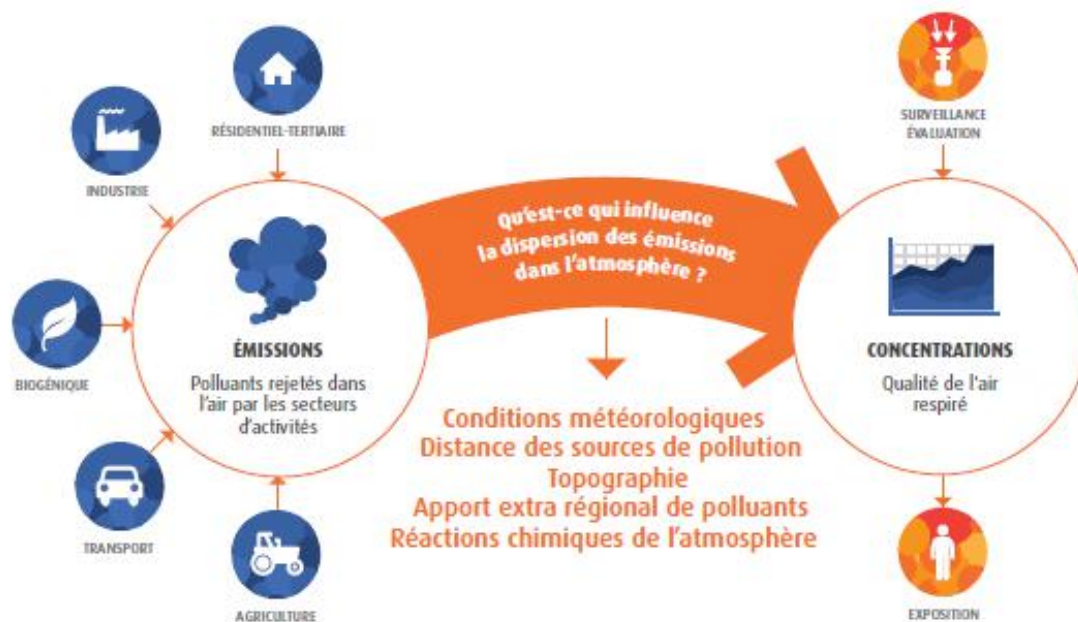 RÉSIDENTIEL-TERTIAIRE
INDUSTRIE
BIOGÉNIQUE
TRANSPORT
AGRICULTURE
ÉMISSIONS
Polluants rejetés dans
l'air par les secteurs
d'activités
Qu'est-ce qui influence
la dispersion des émissions
dans l'atmosphère ?
Conditions météorologiques
Distance des sources de pollution
Topographie
Apport extra régional de polluants
Réactions chimiques de l'atmosphère
SURVEILLANCE
ÉVALUATION
CONCENTRATIONS
Qualité de l'air
respiré
EXPOSITION